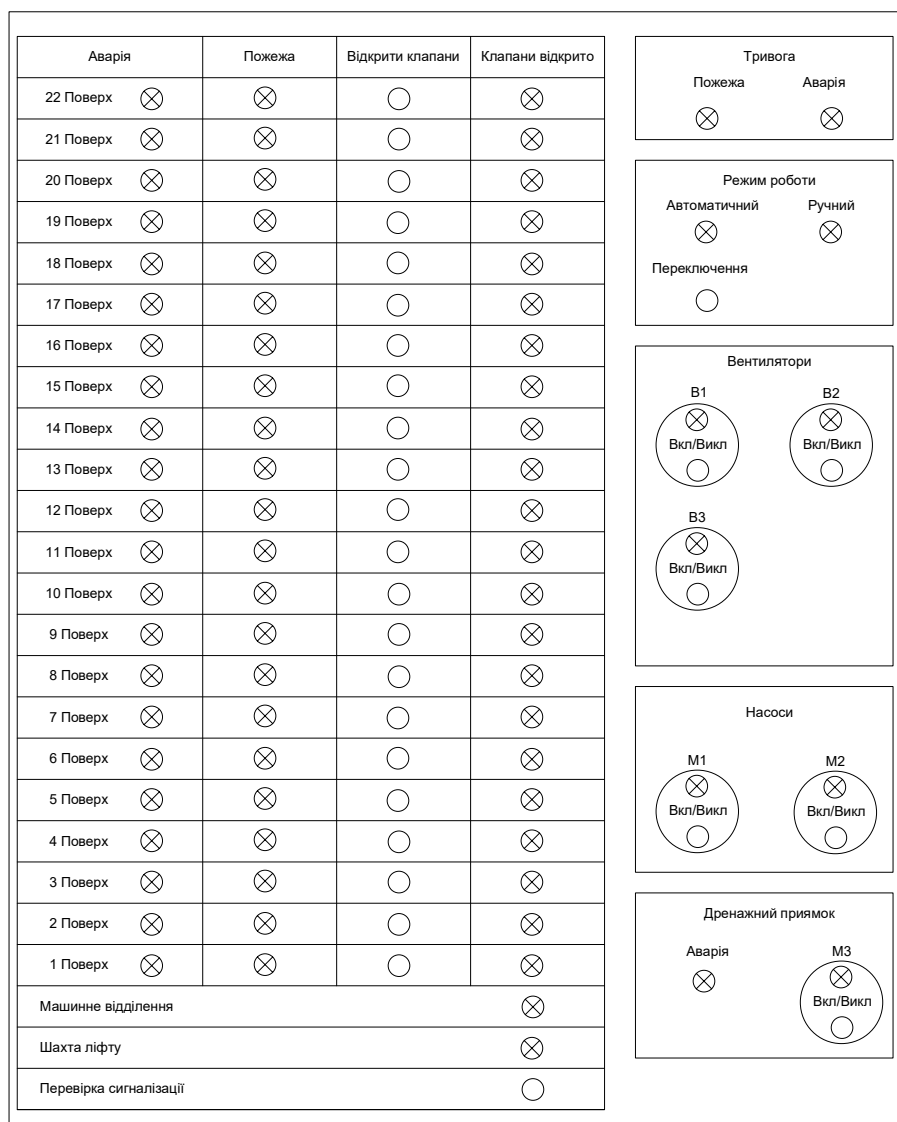 Аварія Пожежа Відкрити клапани Клапани відкрито
22 Поверх
21 Поверх
20 Поверх
19 Поверх
18 Поверх
17 Поверх
16 Поверх
15 Поверх
14 Поверх
13 Поверх
12 Поверх
11 Поверх
10 Поверх
9 Поверх
8 Поверх
7 Поверх
6 Поверх
5 Поверх
4 Поверх
3 Поверх
2 Поверх
1 Поверх
Машинне відділення
Шахта ліфту
Перевірка сигналізації
Тривога
Пожежа Аварія
Режим роботи
Автоматичний Ручний
Переключення
Вентилятори
В1 В2
Вкл/Викл Вкл/Викл
В3
Вкл/Викл
Насоси
М1 М2
Вкл/Викл Вкл/Викл
Дренажний приямок
Аварія М3
Вкл/Викл